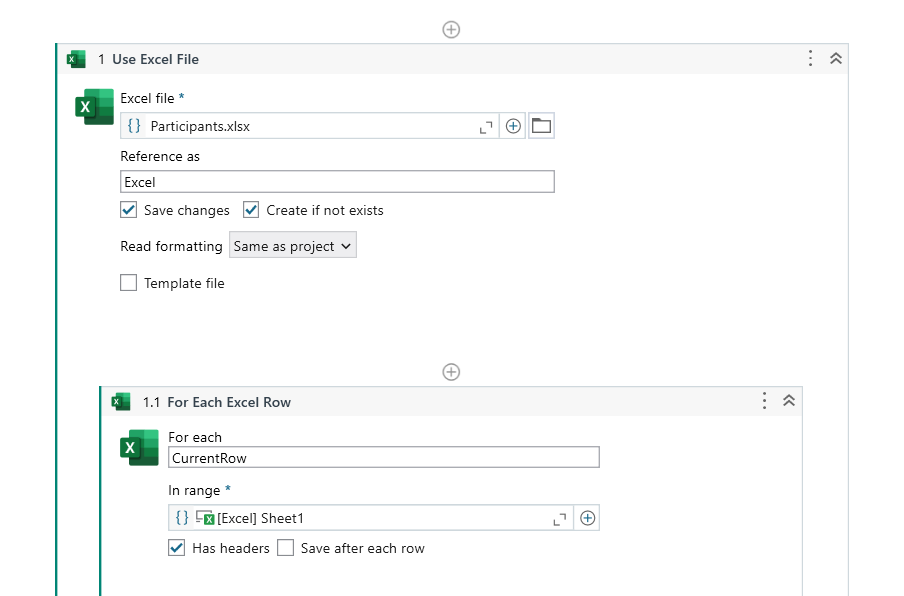 1 Use Excel File
Excel file *
{} Participants.xlsx
Reference as
Excel
Save changes Create if not exists
Read formatting Same as project
Template file
1.1 For Each Excel Row
For each
CurrentRow
In range *
{} [Excel] Sheet1
Has headers Save after each row